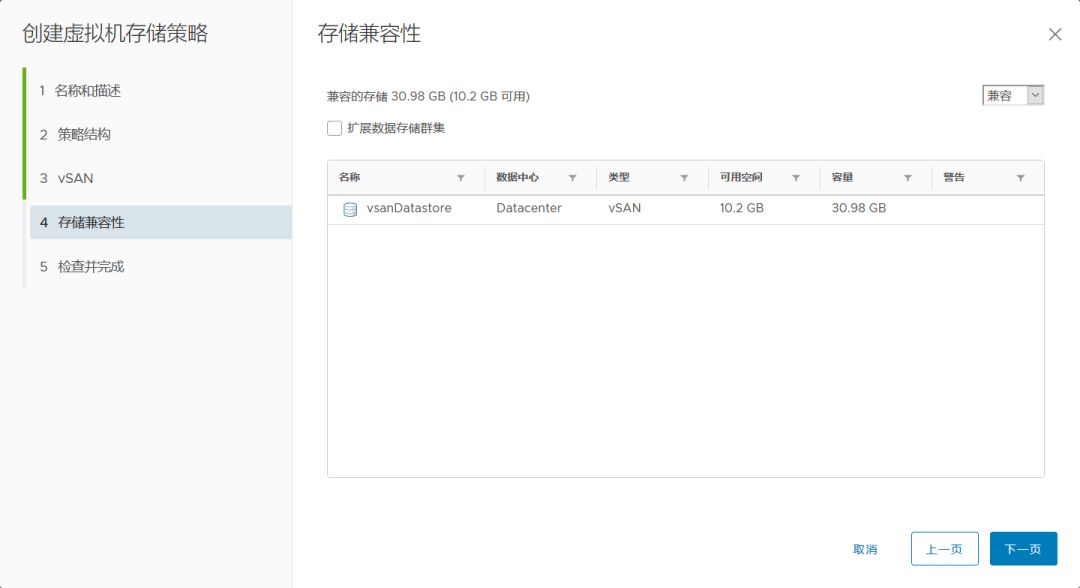 创建虚拟机存储策略
1 名称和描述
2 策略结构
3 vSAN
4 存储兼容性
5 检查并完成
存储兼容性
兼容的存储 30.98 GB (10.2 GB 可用)
兼容
扩展数据存储群集
名称 数据中心 类型 可用空间 容量 警告
vsanDatastore Datacenter vSAN 10.2 GB 30.98 GB
取消 上一页 下一页